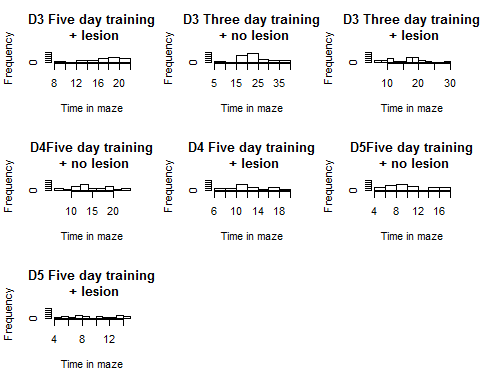 D3 Five day training
+ lesion
Frequency
0
8 12 16 20
Time in maze
D3 Three day training
+ no lesion
Frequency
0
5 15 25 35
Time in maze
D3 Three day training
+ lesion
Frequency
0
10 20 30
Time in maze
D4Five day training
+ no lesion
Frequency
0
10 15 20
Time in maze
D4 Five day training
+ lesion
Frequency
0
6 10 14 18
Time in maze
D5Five day training
+ no lesion
Frequency
0
4 8 12 16
Time in maze
D5 Five day training
+ lesion
Frequency
0
4 8 12
Time in maze